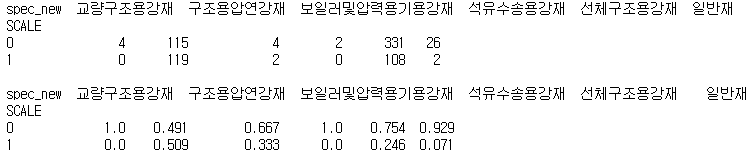 spec_new 교량구조용강재 구조용압연강재 보일러및압력용기용강재 석유수송용강재 선체구조용강재 일반재
SCALE
0 4 115 4 2 331 26
1 0 119 2 0 108 2
spec_new 교량구조용강재 구조용압연강재 보일러및압력용기용강재 석유수송용강재 선체구조용강재 일반재
SCALE
0 1.0 0.491 0.667 1.0 0.754 0.929
1 0.0 0.509 0.333 0.0 0.246 0.071